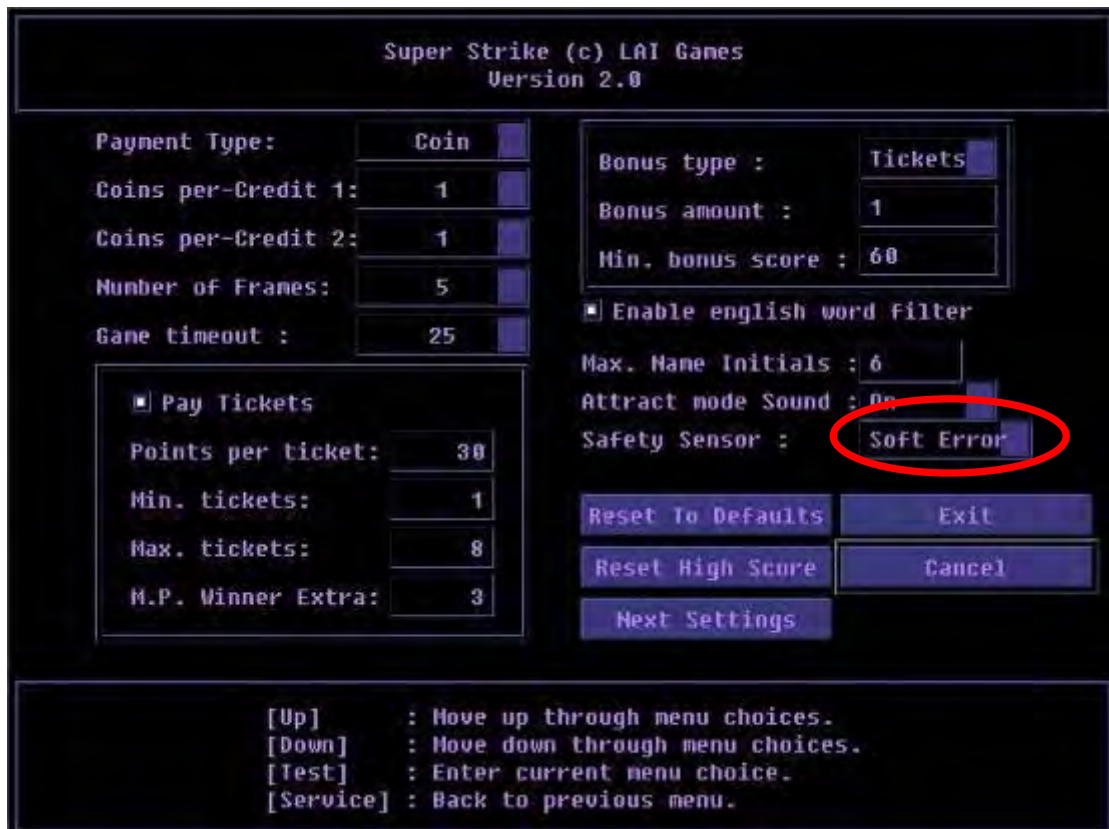 Super Strike (c) LAI Games
Version 2.0
Payment Type: Coin
Coins per-Credit 1: 1
Coins per-Credit 2: 1
Number of Frames: 5
Game timeout : 25
Pay Tickets
Points per ticket: 30
Min. tickets: 1
Max. tickets: 8
M.P. Winner Extra: 3
Bonus type : Tickets
Bonus amount : 1
Min. bonus score : 60
Enable english word filter
Max. Name Initials : 6
Attract mode Sound : On
Safety Sensor : Soft Error
Reset To Defaults Exit
Reset High Score Cancel
Next Settings
[Up] : Move up through menu choices.
[Down] : Move down through menu choices.
[Test] : Enter current menu choice.
[Service] : Back to previous menu.